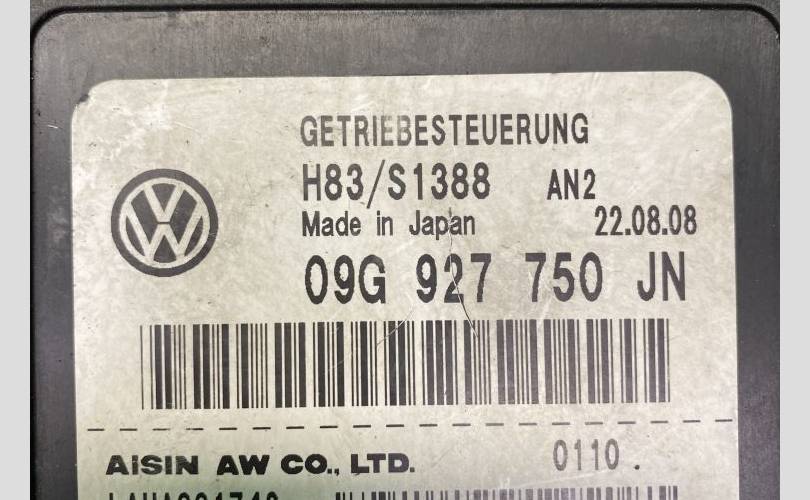 GETRIEBESTEUERUNG
H83/S1388 AN2
Made in Japan 22.08.08
09G 927 750 JN
AISIN AW CO., LTD. 0110.